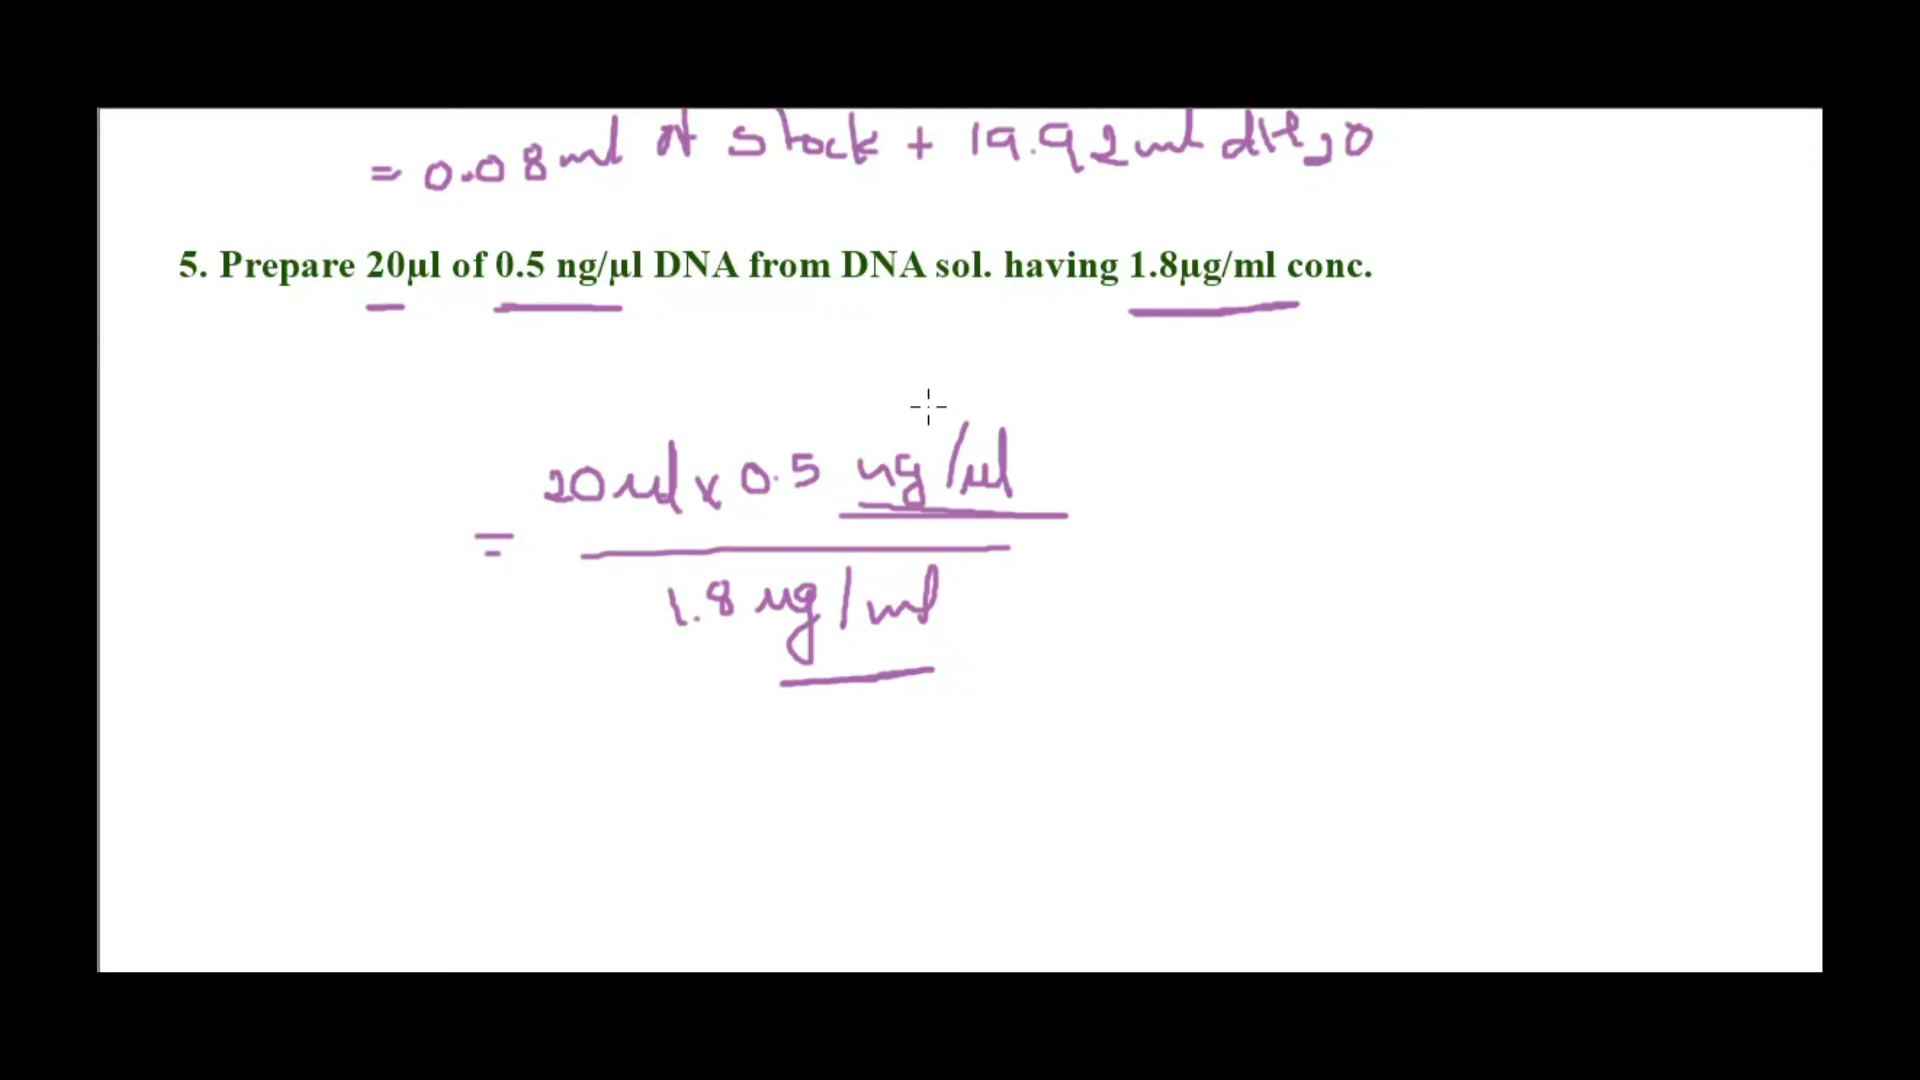 = 0.08 ml of stock + 19.92 ml dH2O
5. Prepare 20µl of 0.5 ng/µl DNA from DNA sol. having 1.8µg/ml conc.
20 µl x 0.5 ng/µl
=
1.8 µg/ml